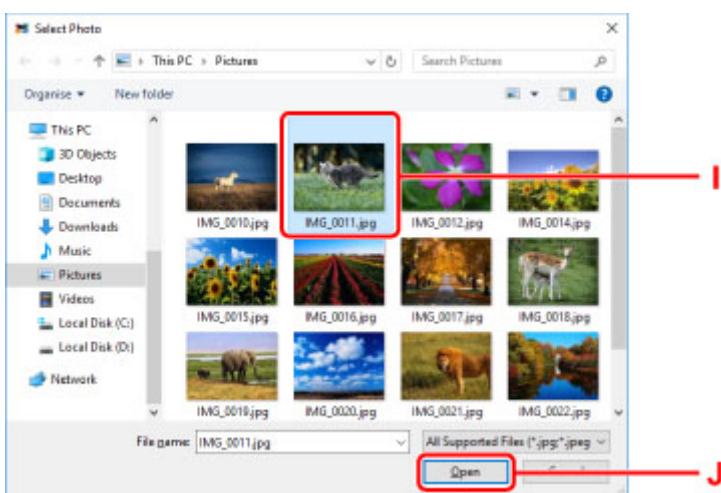 Select Photo
This PC › Pictures
Search Pictures
Organise
New folder
This PC
3D Objects
Desktop
Documents
Downloads
Music
Pictures
Videos
Local Disk (C:)
Local Disk (D:)
Network
IMG_0010.jpg IMG_0011.jpg IMG_0012.jpg IMG_0014.jpg
I
IMG_0015.jpg IMG_0016.jpg IMG_0017.jpg IMG_0018.jpg
IMG_0019.jpg IMG_0020.jpg IMG_0021.jpg IMG_0022.jpg
File name: IMG_0011.jpg All Supported Files (*.jpg;*.jpeg
Open
J